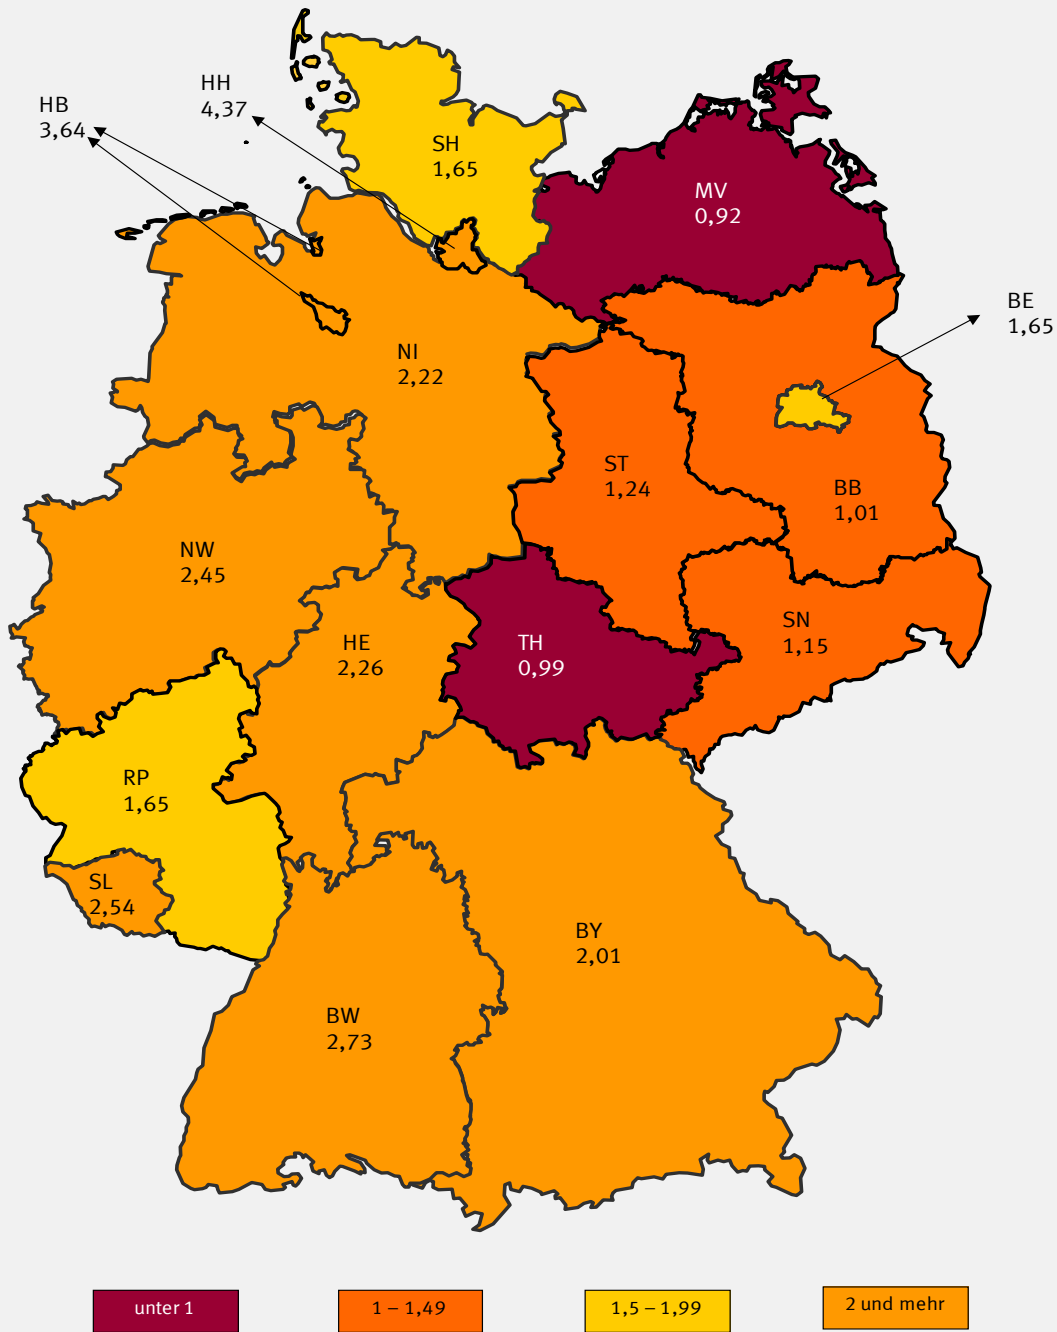 HH
4,37
HB
3,64
SH
1,65
MV
0,92
BE
1,65
NI
2,22
ST
1,24
BB
1,01
NW
2,45
HE
2,26
TH
0,99
SN
1,15
RP
1,65
SL
2,54
BY
2,01
BW
2,73
unter 1
1 – 1,49
1,5 – 1,99
2 und mehr